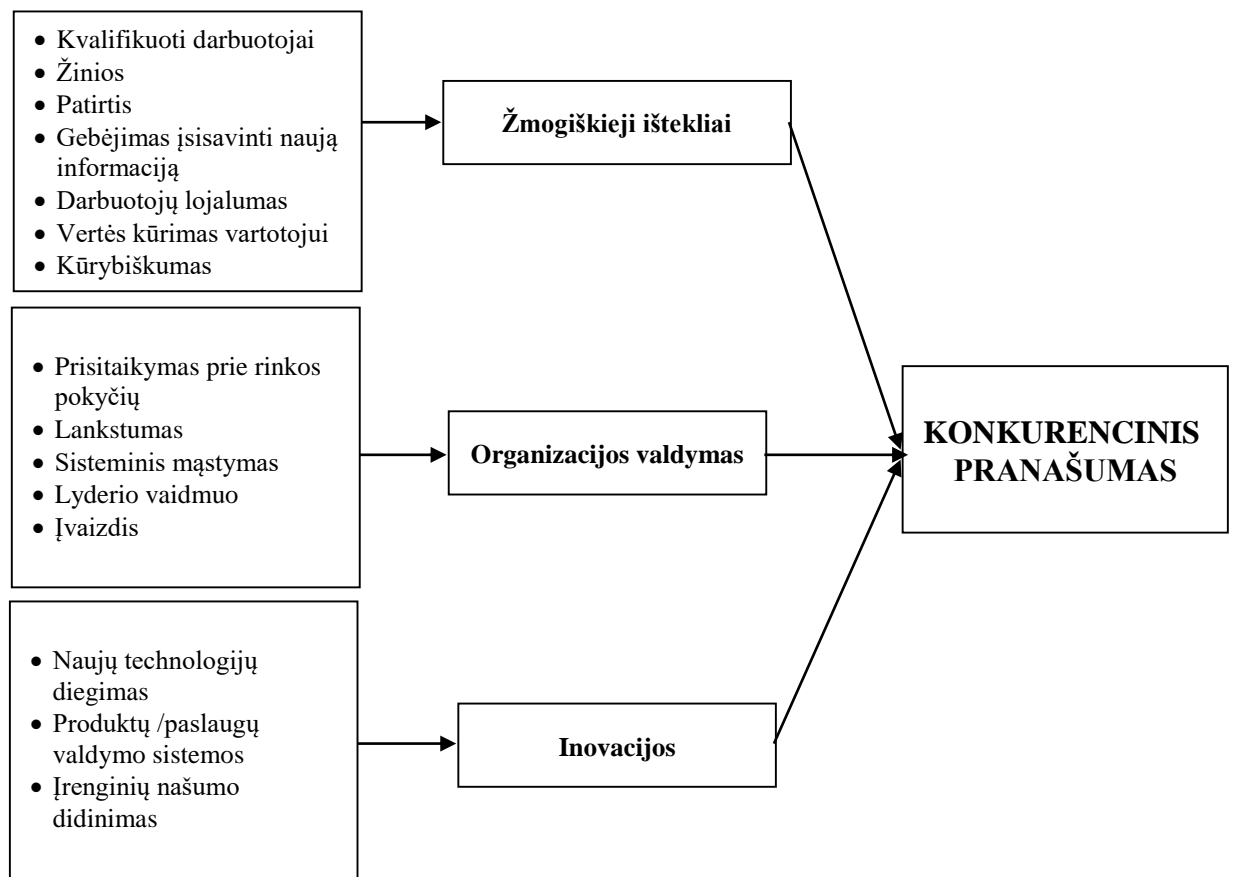 • Kvalifikuoti darbuotojai
• Žinios
• Patirtis
• Gebėjimas įsisavinti naują
informaciją
• Darbuotojų lojalumas
• Vertės kūrimas vartotojui
• Kūrybiškumas
Žmogiškieji ištekliai
• Prisitaikymas prie rinkos
pokyčių
• Lankstumas
• Sisteminis mąstymas
• Lyderio vaidmuo
• Įvaizdis
Organizacijos valdymas
KONKURENCINIS
PRANAŠUMAS
• Naujų technologijų
diegimas
• Produktų /paslaugų
valdymo sistemos
• Įrenginių našumo
didinimas
Inovacijos